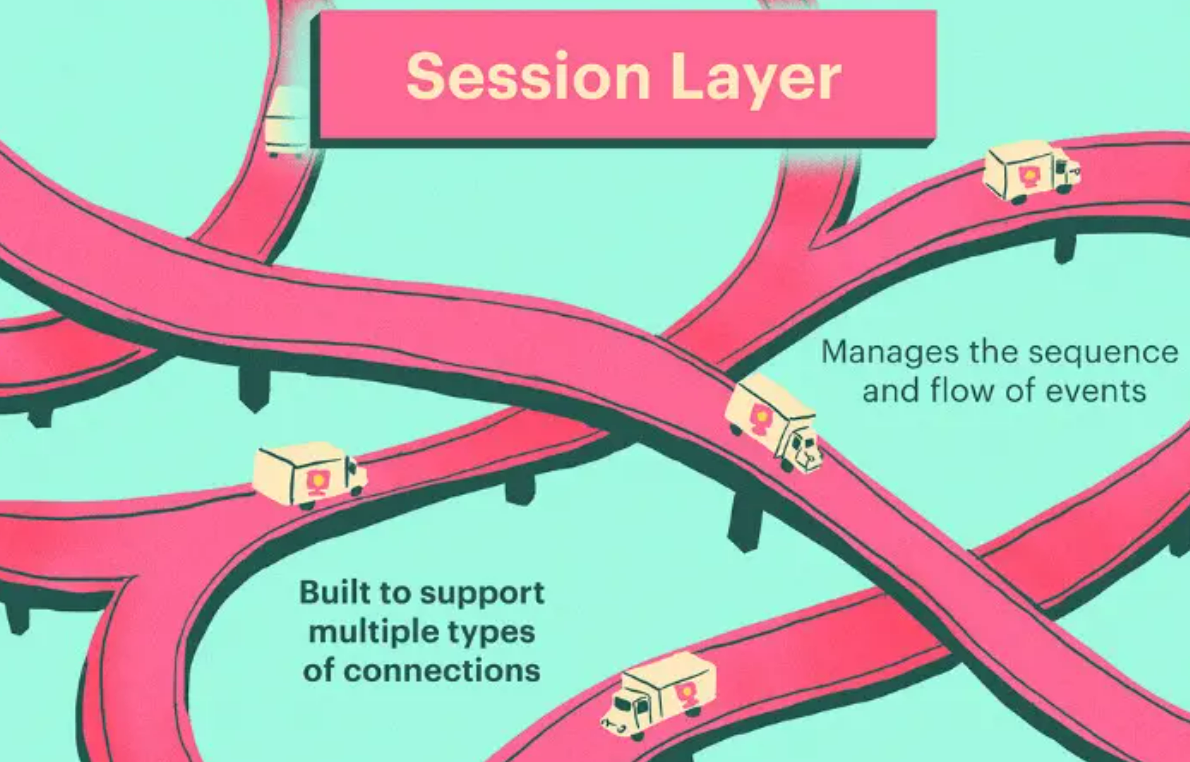 Session Layer
Manages the sequence
and flow of events
Built to support
multiple types
of connections